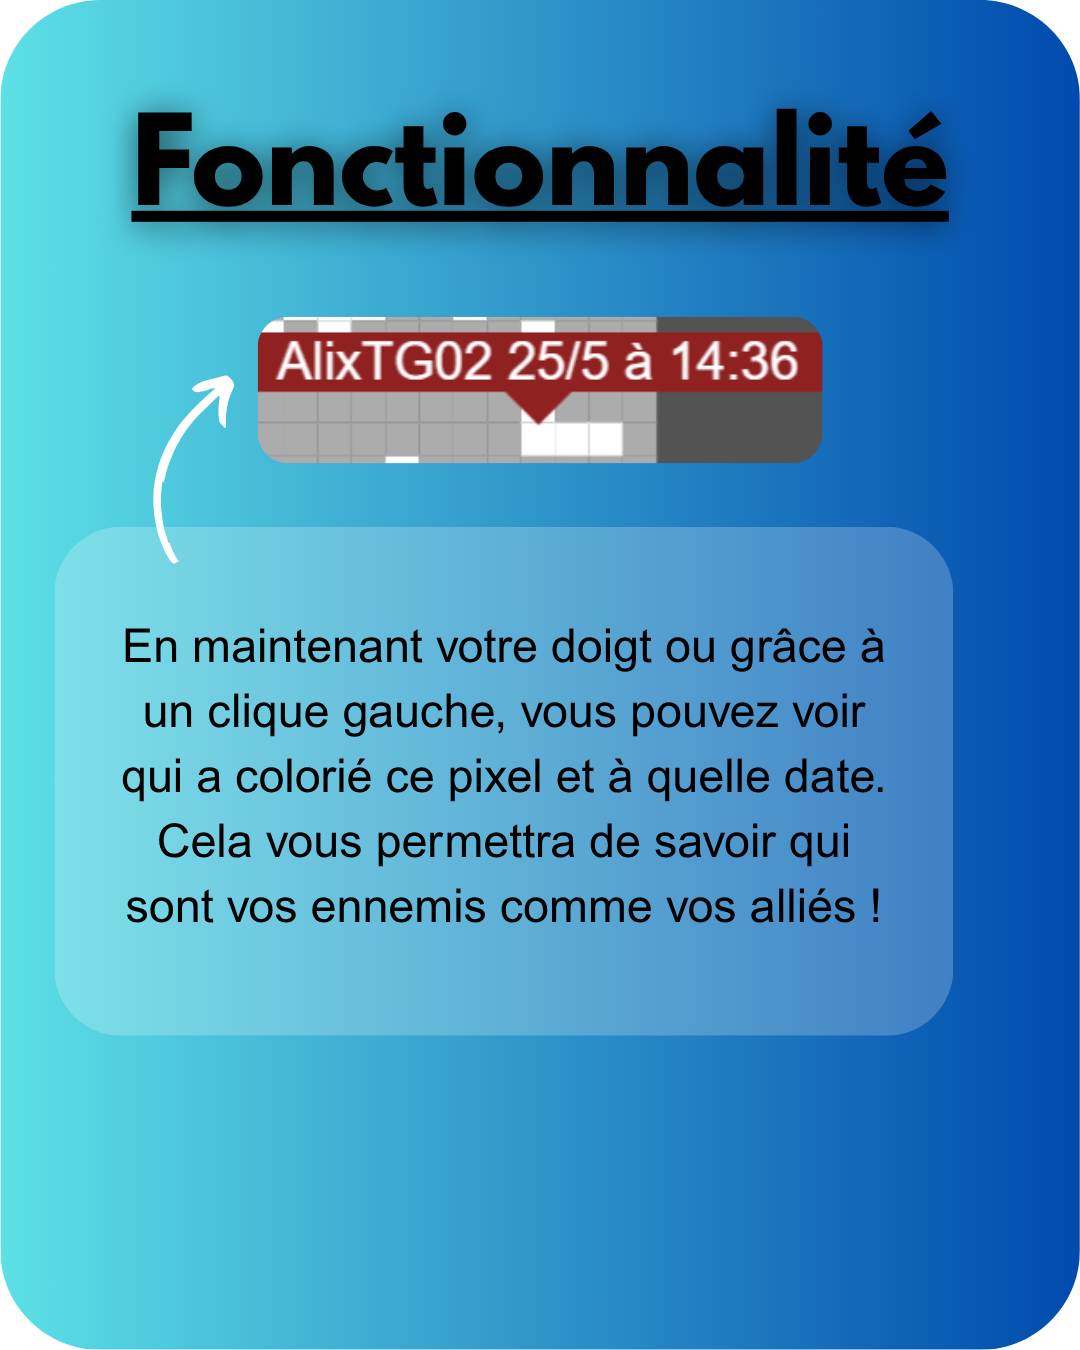 Fonctionnalité
AlixTG02 25/5 à 14:36
En maintenant votre doigt ou grâce à
un clique gauche, vous pouvez voir
qui a colorié ce pixel et à quelle date.
Cela vous permettra de savoir qui
sont vos ennemis comme vos alliés !